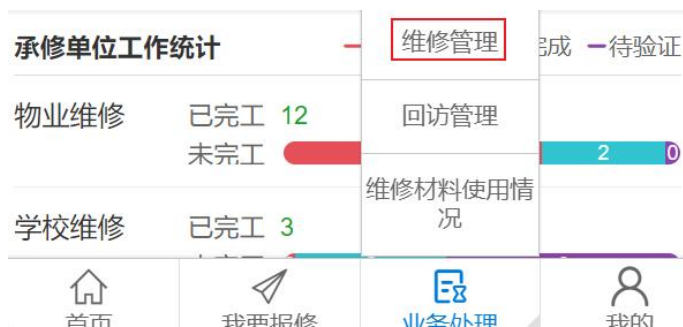 承修单位工作统计
维修管理
成 待验证
物业维修
已完工 12
回访管理
未完工
2 0
维修材料使用情
况
学校维修
已完工 3
首页
我要报修
业务处理
我的